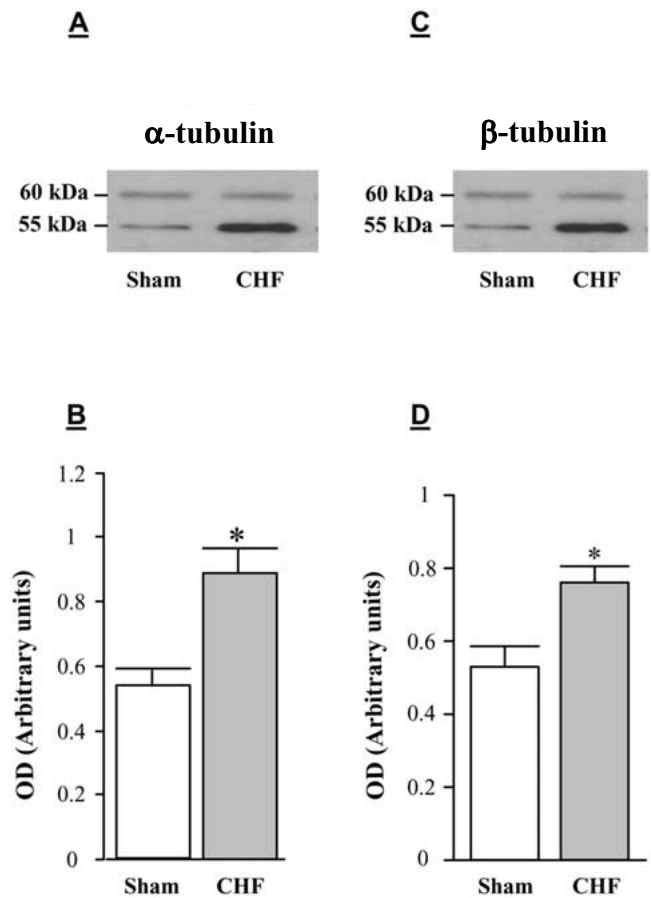 A
C
α-tubulin
β-tubulin
60 kDa
55 kDa
Sham CHF
60 kDa
55 kDa
Sham CHF
B
1.2
1
0.8
0.6
0.4
0.2
0
OD (Arbitrary units)
*
Sham CHF
D
1
0.8
0.6
0.4
0.2
0
OD (Arbitrary units)
*
Sham CHF